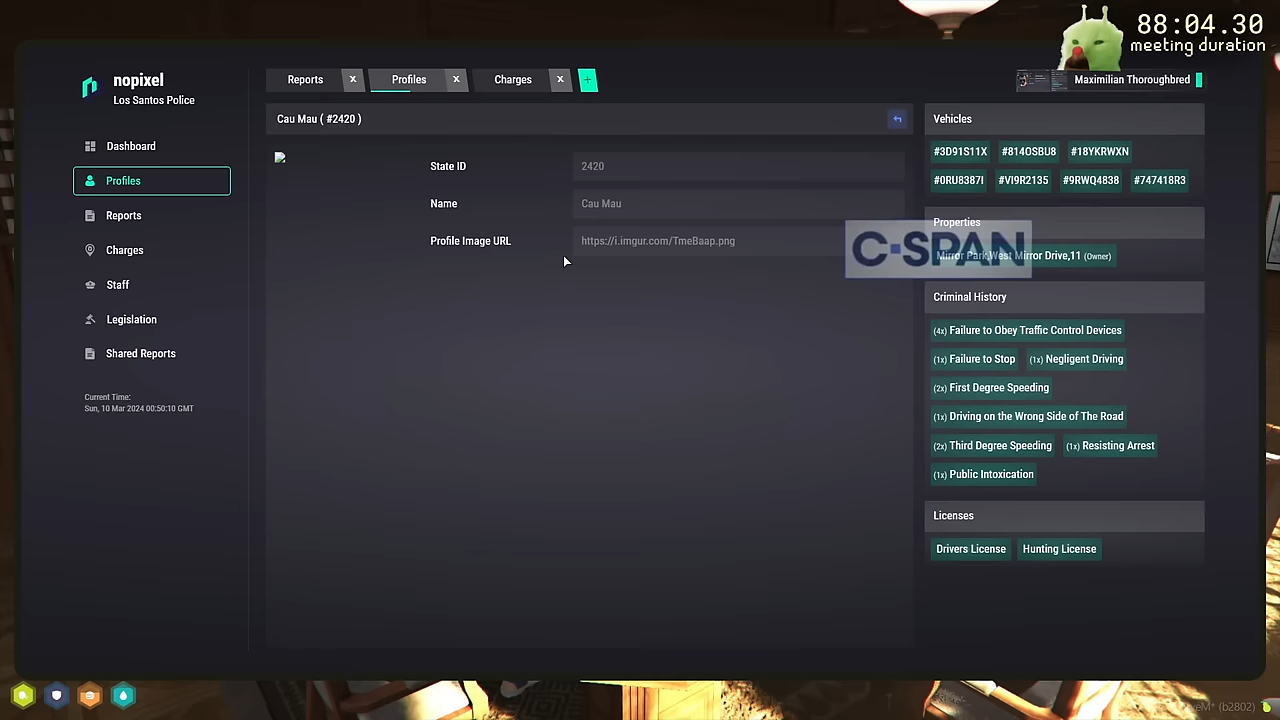 88:04.30
meeting duration
nopixel
Los Santos Police
Reports x Profiles x Charges x +
Maximilian Thoroughbred
Dashboard
Profiles
Reports
Charges
Staff
Legislation
Shared Reports
Current Time:
Sun, 10 Mar 2024 00:50:10 GMT
Cau Mau ( #2420 )
State ID 2420
Name Cau Mau
Profile Image URL https://i.imgur.com/TmeBaap.png
C-SPAN
Vehicles
#3D91S11X #814OSBU8 #18YKRWXN
#0RU8387I #VI9R2135 #9RWQ4838 #747418R3
Properties
Mirror Park,West Mirror Drive,11 (Owner)
Criminal History
(4x) Failure to Obey Traffic Control Devices
(1x) Failure to Stop (1x) Negligent Driving
(2x) First Degree Speeding
(1x) Driving on the Wrong Side of The Road
(2x) Third Degree Speeding (1x) Resisting Arrest
(1x) Public Intoxication
Licenses
Drivers License Hunting License
(b2802)